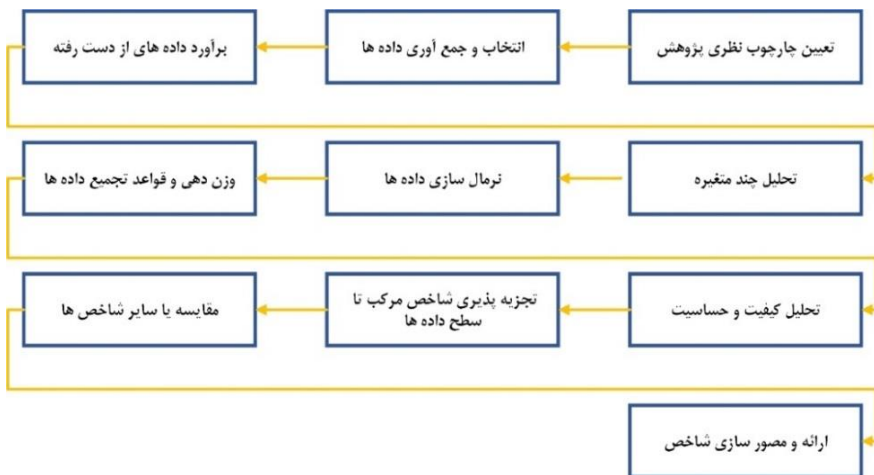 تعیین چارچوب نظری پژوهش
انتخاب و جمع آوری داده ها
برآورد داده های از دست رفته
تحلیل چند متغیره
نرمال سازی داده ها
وزن دهی و قواعد تجمیع داده ها
تحلیل کیفیت و حساسیت
تجزیه پذیری شاخص مرکب تا
سطح داده ها
مقایسه یا سایر شاخص ها
ارائه و مصور سازی شاخص